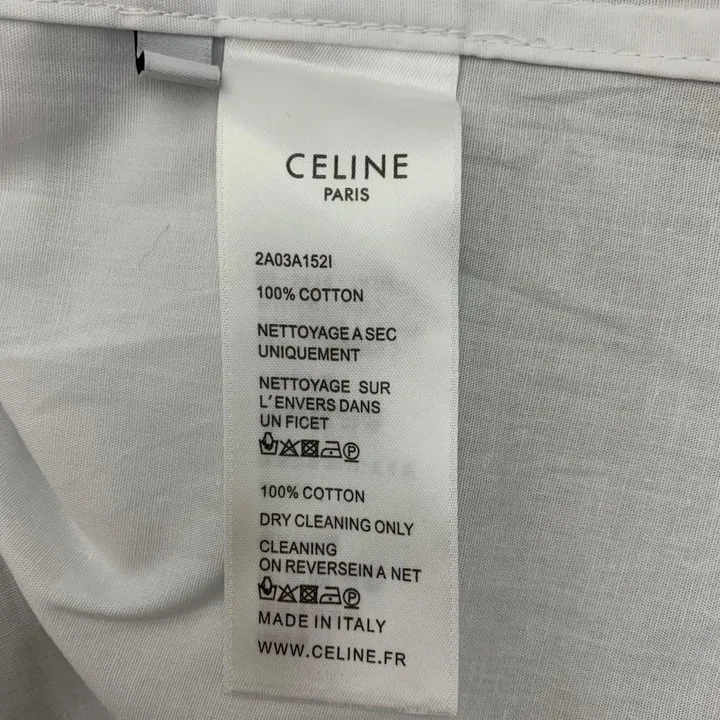 CELINE
PARIS
2A03A152I
100% COTTON
NETTOYAGE A SEC
UNIQUEMENT
NETTOYAGE SUR
L'ENVERS DANS
UN FICET
P
100% COTTON
DRY CLEANING ONLY
CLEANING
ON REVERSEIN A NET
P
MADE IN ITALY
WWW.CELINE.FR